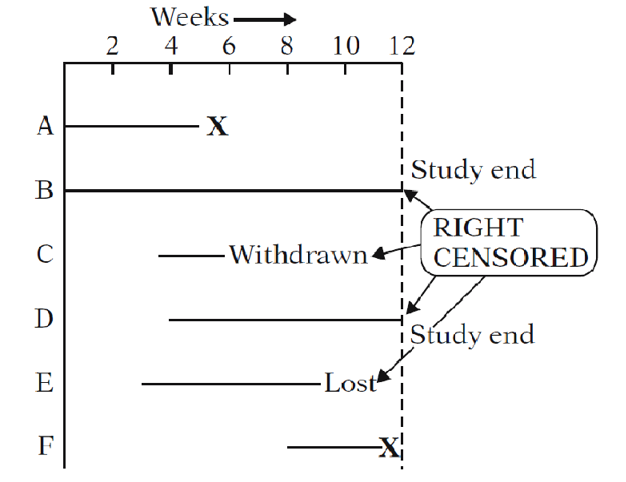 Weeks
2 4 6 8 10 12
A X
Study end
B
RIGHT
CENSORED
C Withdrawn
D
Study end
E Lost
F X